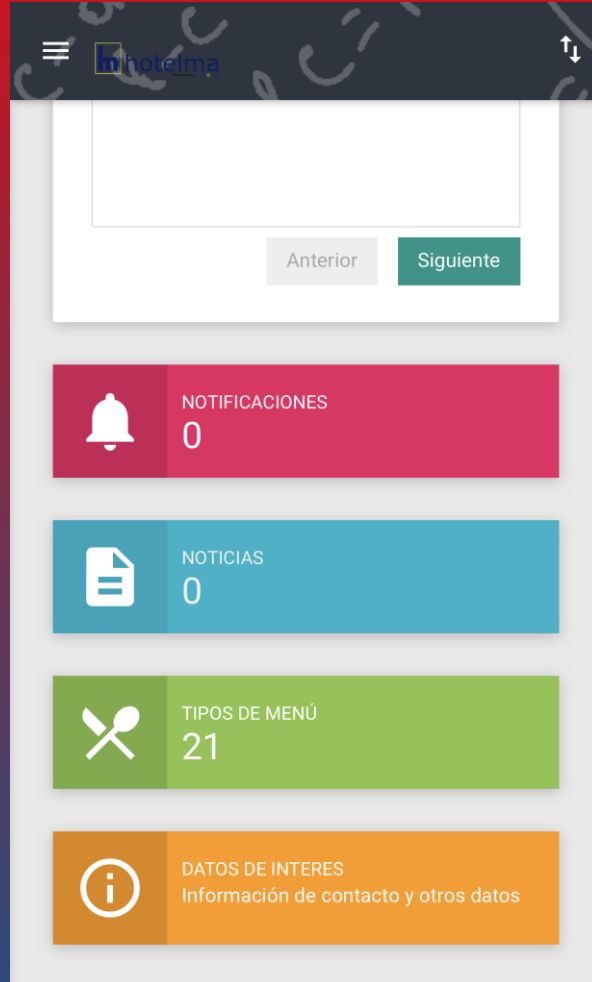 hotelma
Anterior
Siguiente
NOTIFICACIONES
0
NOTICIAS
0
TIPOS DE MENÚ
21
DATOS DE INTERES
Información de contacto y otros datos